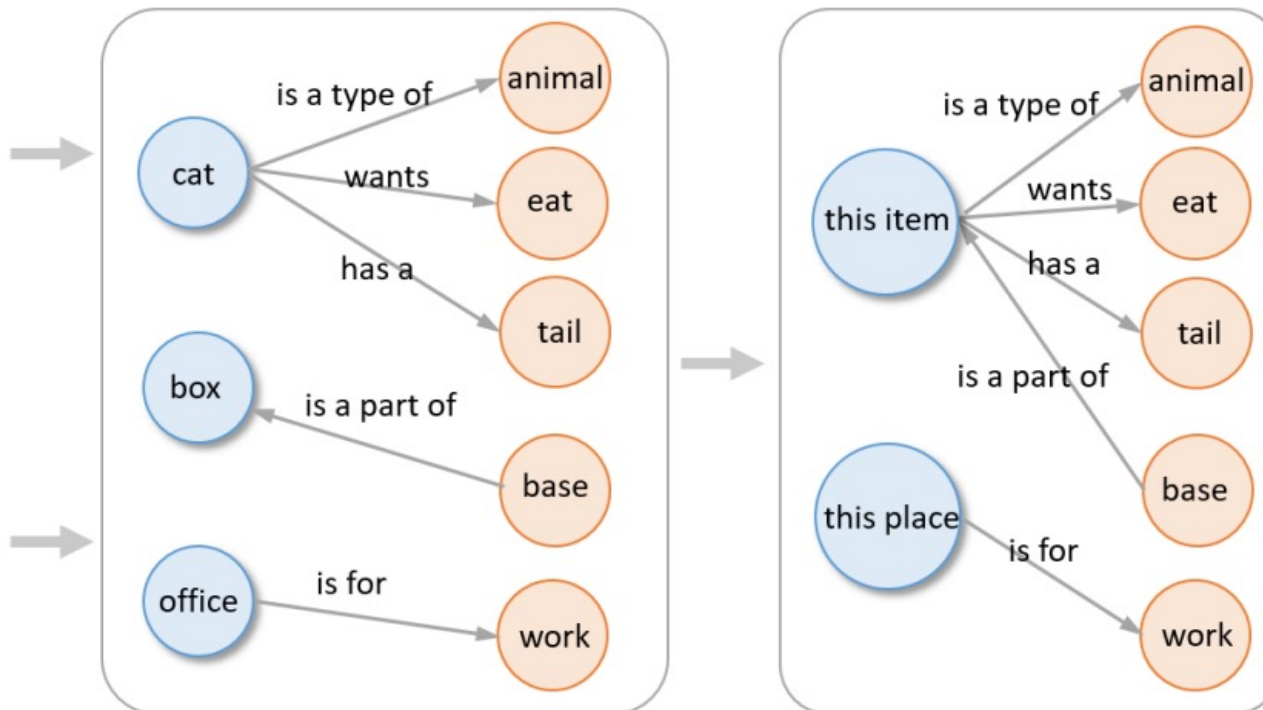 animal
is a type of
cat
wants
eat
has a
tail
box
is a part of
base
office
is for
work
animal
is a type of
this item
wants
eat
has a
tail
is a part of
base
this place
is for
work